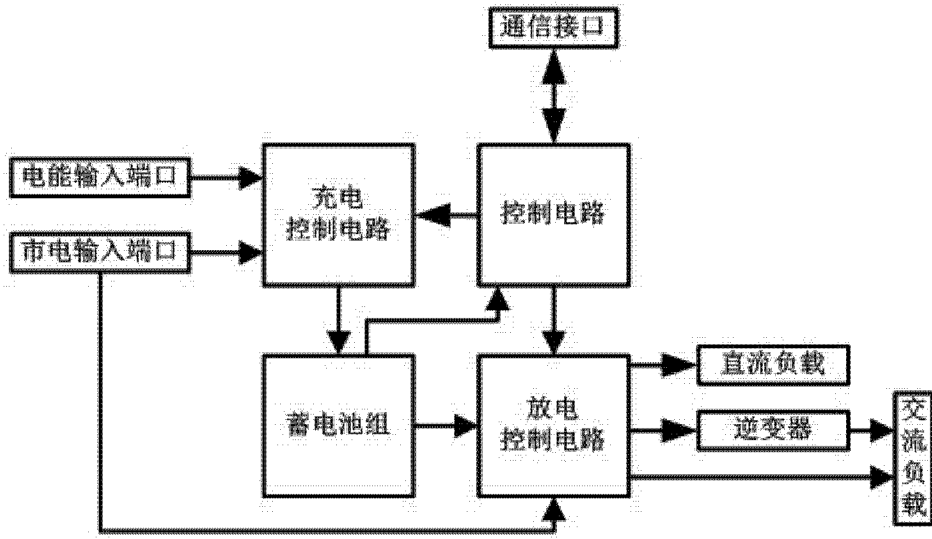 通信接口
电能输入端口
充电
控制电路
控制电路
市电输入端口
蓄电池组
放电
控制电路
直流负载
逆变器
交流负载